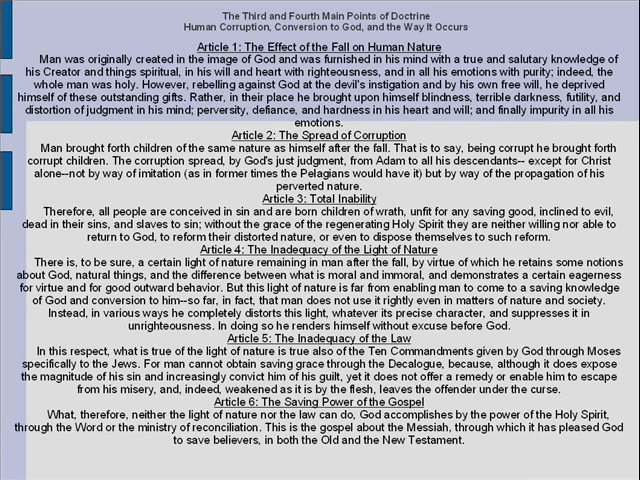 The Third and Fourth Main Points of Doctrine
Human Corruption, Conversion to God, and the Way It Occurs
Article 1: The Effect of the Fall on Human Nature
Man was originally created in the image of God and was furnished in his mind with a true and salutary knowledge of
his Creator and things spiritual, in his will and heart with righteousness, and in all his emotions with purity; indeed, the
whole man was holy. However, rebelling against God at the devil's instigation and by his own free will, he deprived
himself of these outstanding gifts. Rather, in their place he brought upon himself blindness, terrible darkness, futility, and
distortion of judgment in his mind; perversity, defiance, and hardness in his heart and will; and finally impurity in all his
emotions.
Article 2: The Spread of Corruption
Man brought forth children of the same nature as himself after the fall. That is to say, being corrupt he brought forth
corrupt children. The corruption spread, by God's just judgment, from Adam to all his descendants-- except for Christ
alone--not by way of imitation (as in former times the Pelagians would have it) but by way of the propagation of his
perverted nature.
Article 3: Total Inability
Therefore, all people are conceived in sin and are born children of wrath, unfit for any saving good, inclined to evil,
dead in their sins, and slaves to sin; without the grace of the regenerating Holy Spirit they are neither willing nor able to
return to God, to reform their distorted nature, or even to dispose themselves to such reform.
Article 4: The Inadequacy of the Light of Nature
There is, to be sure, a certain light of nature remaining in man after the fall, by virtue of which he retains some notions
about God, natural things, and the difference between what is moral and immoral, and demonstrates a certain eagerness
for virtue and for good outward behavior. But this light of nature is far from enabling man to come to a saving knowledge
of God and conversion to him--so far, in fact, that man does not use it rightly even in matters of nature and society.
Instead, in various ways he completely distorts this light, whatever its precise character, and suppresses it in
unrighteousness. In doing so he renders himself without excuse before God.
Article 5: The Inadequacy of the Law
In this respect, what is true of the light of nature is true also of the Ten Commandments given by God through Moses
specifically to the Jews. For man cannot obtain saving grace through the Decalogue, because, although it does expose
the magnitude of his sin and increasingly convict him of his guilt, yet it does not offer a remedy or enable him to escape
from his misery, and, indeed, weakened as it is by the flesh, leaves the offender under the curse.
Article 6: The Saving Power of the Gospel
What, therefore, neither the light of nature nor the law can do, God accomplishes by the power of the Holy Spirit,
through the Word or the ministry of reconciliation. This is the gospel about the Messiah, through which it has pleased God
to save believers, in both the Old and the New Testament.